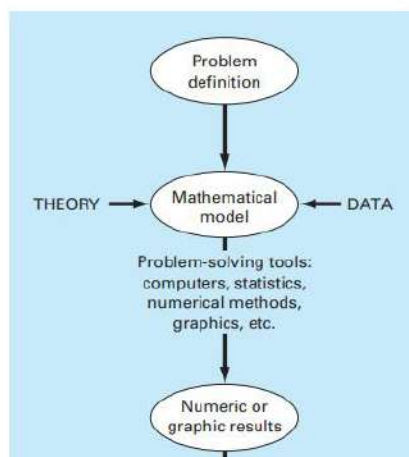 Problem
definition
THEORY
Mathematical
model
DATA
Problem-solving tools:
computers, statistics,
numerical methods,
graphics, etc.
Numeric or
graphic results